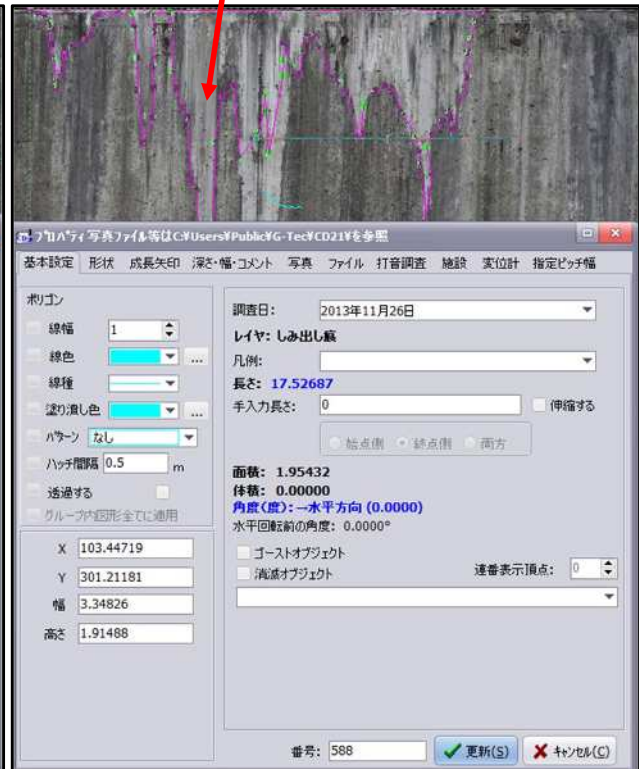 プロパティ 写真ファイル等はC:¥Users¥Public¥G-Tec¥CD21¥を参照
基本設定 形状 成長矢印 深さ・幅・コメント 写真 ファイル 打音調査 施設 変位計 指定ピッチ幅
ポリゴン
線幅 1
線色 ...
線種
塗り潰し色 ...
パターン なし
ハッチ間隔 0.5 m
透過する
グループ内図形全てに適用
X 103.44719
Y 301.21181
幅 3.34826
高さ 1.91488
調査日: 2013年11月26日
レイヤ: しみ出し痕
凡例:
長さ: 17.52687
手入力長さ: 0 伸縮する
始点側 終点側 両方
面積: 1.95432
体積: 0.00000
角度(度): →水平方向 (0.0000)
水平回転前の角度: 0.0000°
ゴーストオブジェクト
消滅オブジェクト 連番表示頂点: 0
番号: 588 更新(S) キャンセル(C)